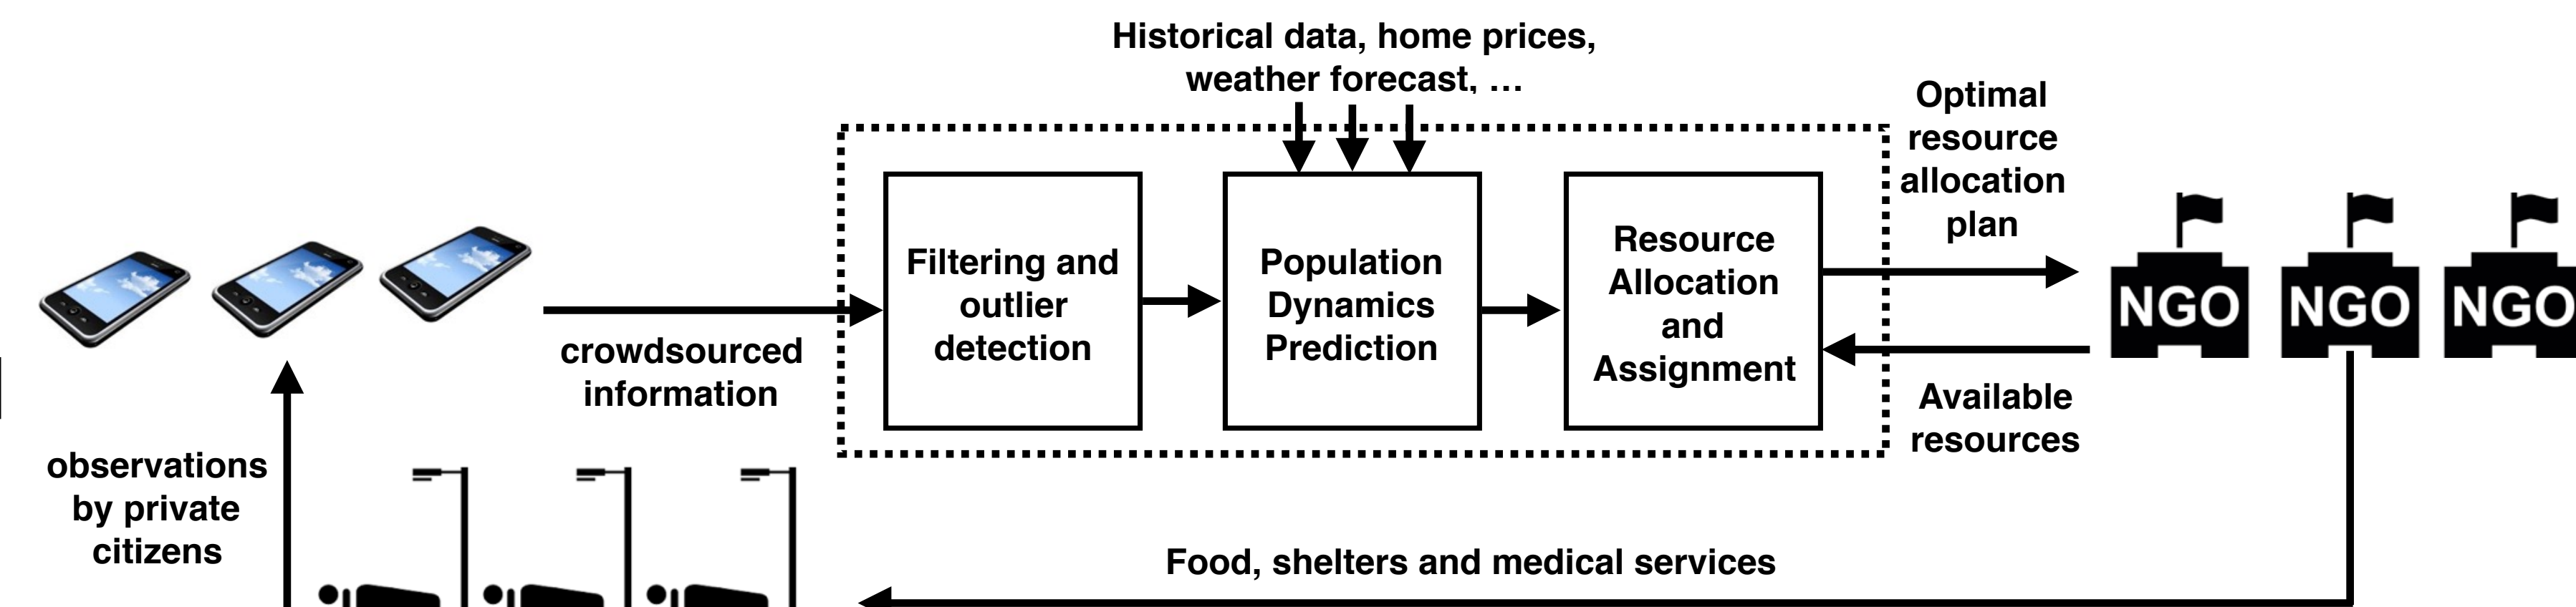 Historical data, home prices,
weather forecast, …
Optimal
resource
allocation
plan
Filtering and
outlier
detection
Population
Dynamics
Prediction
Resource
Allocation
and
Assignment
NGO
NGO
NGO
crowdsourced
information
Available
resources
observations
by private
citizens
Food, shelters and medical services